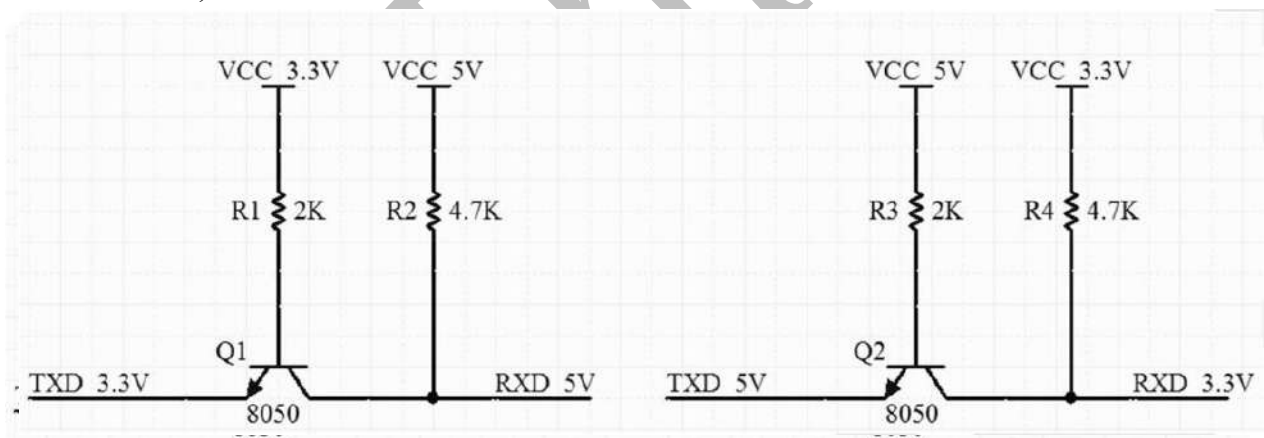 VCC 3.3V VCC 5V VCC 5V VCC 3.3V
R1 2K R2 4.7K R3 2K R4 4.7K
Q1 Q2
TXD 3.3V RXD 5V TXD 5V RXD 3.3V
8050 8050